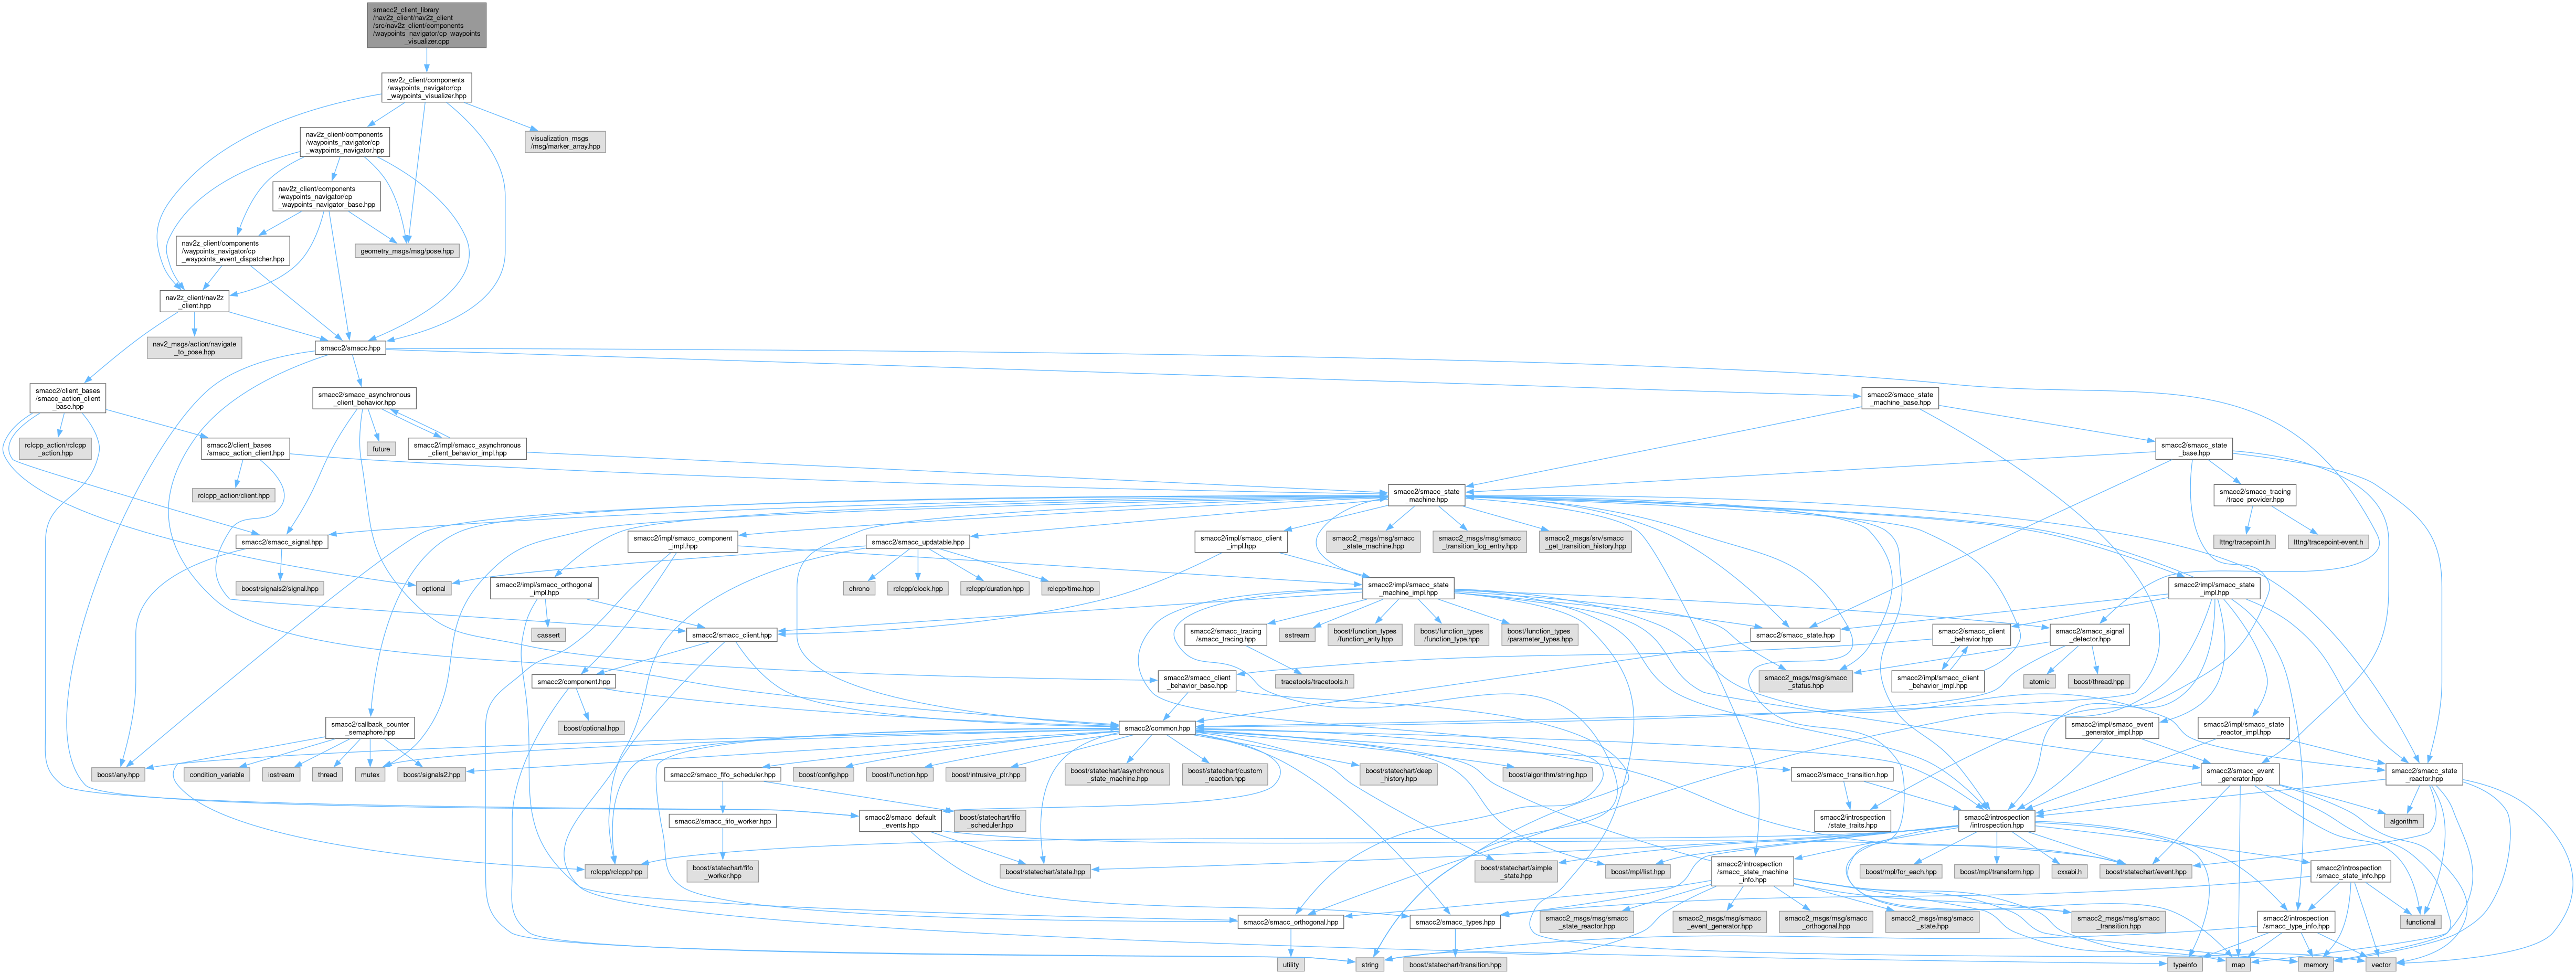 smacc2_client_library
/nav2z_client/nav2z_client
/src/nav2z_client/components
/waypoints_navigator/cp_waypoints
_visualizer.cpp
nav2z_client/components
/waypoints_navigator/cp
_waypoints_visualizer.hpp
nav2z_client/components
/waypoints_navigator/cp
_waypoints_navigator.hpp
visualization_msgs
/msg/marker_array.hpp
nav2z_client/components
/waypoints_navigator/cp
_waypoints_navigator_base.hpp
nav2z_client/components
/waypoints_navigator/cp
_waypoints_event_dispatcher.hpp
geometry_msgs/msg/pose.hpp
nav2z_client/nav2z
_client.hpp
nav2_msgs/action/navigate
_to_pose.hpp
smacc2/smacc.hpp
smacc2/client_bases
/smacc_action_client
_base.hpp
smacc2/smacc_asynchronous
_client_behavior.hpp
smacc2/smacc_state
_machine_base.hpp
rclcpp_action/rclcpp
_action.hpp
smacc2/client_bases
/smacc_action_client.hpp
future
smacc2/impl/smacc_asynchronous
_client_behavior_impl.hpp
smacc2/smacc_state
_base.hpp
rclcpp_action/client.hpp
smacc2/smacc_state
_machine.hpp
smacc2/smacc_tracing
/trace_provider.hpp
smacc2/smacc_signal.hpp
smacc2/impl/smacc_component
_impl.hpp
smacc2/smacc_updatable.hpp
smacc2/impl/smacc_client
_impl.hpp
smacc2_msgs/msg/smacc
_state_machine.hpp
smacc2_msgs/msg/smacc
_transition_log_entry.hpp
smacc2_msgs/srv/smacc
_get_transition_history.hpp
lttng/tracepoint.h
lttng/tracepoint-event.h
boost/signals2/signal.hpp
optional
smacc2/impl/smacc_orthogonal
_impl.hpp
chrono
rclcpp/clock.hpp
rclcpp/duration.hpp
rclcpp/time.hpp
smacc2/impl/smacc_state
_machine_impl.hpp
smacc2/impl/smacc_state
_impl.hpp
cassert
smacc2/smacc_client.hpp
smacc2/smacc_tracing
/smacc_tracing.hpp
sstream
boost/function_types
/function_arity.hpp
boost/function_types
/function_type.hpp
boost/function_types
/parameter_types.hpp
smacc2/smacc_state.hpp
smacc2/smacc_client
_behavior.hpp
smacc2/smacc_signal
_detector.hpp
smacc2/component.hpp
smacc2/smacc_client
_behavior_base.hpp
tracetools/tracetools.h
smacc2_msgs/msg/smacc
_status.hpp
smacc2/impl/smacc_client
_behavior_impl.hpp
atomic
boost/thread.hpp
smacc2/callback_counter
_semaphore.hpp
boost/optional.hpp
smacc2/common.hpp
smacc2/impl/smacc_event
_generator_impl.hpp
smacc2/impl/smacc_state
_reactor_impl.hpp
boost/any.hpp
condition_variable
iostream
thread
mutex
boost/signals2.hpp
smacc2/smacc_fifo_scheduler.hpp
boost/config.hpp
boost/function.hpp
boost/intrusive_ptr.hpp
boost/statechart/asynchronous
_state_machine.hpp
boost/statechart/custom
_reaction.hpp
boost/statechart/deep
_history.hpp
boost/algorithm/string.hpp
smacc2/smacc_transition.hpp
smacc2/smacc_event
_generator.hpp
smacc2/smacc_state
_reactor.hpp
smacc2/smacc_fifo_worker.hpp
smacc2/smacc_default
_events.hpp
boost/statechart/fifo
_scheduler.hpp
smacc2/introspection
/state_traits.hpp
smacc2/introspection
/introspection.hpp
algorithm
rclcpp/rclcpp.hpp
boost/statechart/fifo
_worker.hpp
boost/statechart/state.hpp
boost/statechart/simple
_state.hpp
boost/mpl/list.hpp
smacc2/introspection
/smacc_state_machine
_info.hpp
boost/mpl/for_each.hpp
boost/mpl/transform.hpp
cxxabi.h
boost/statechart/event.hpp
smacc2/introspection
/smacc_state_info.hpp
smacc2/smacc_orthogonal.hpp
smacc2/smacc_types.hpp
smacc2_msgs/msg/smacc
_state_reactor.hpp
smacc2_msgs/msg/smacc
_event_generator.hpp
smacc2_msgs/msg/smacc
_orthogonal.hpp
smacc2_msgs/msg/smacc
_state.hpp
smacc2_msgs/msg/smacc
_transition.hpp
smacc2/introspection
/smacc_type_info.hpp
functional
utility
string
boost/statechart/transition.hpp
typeinfo
map
memory
vector